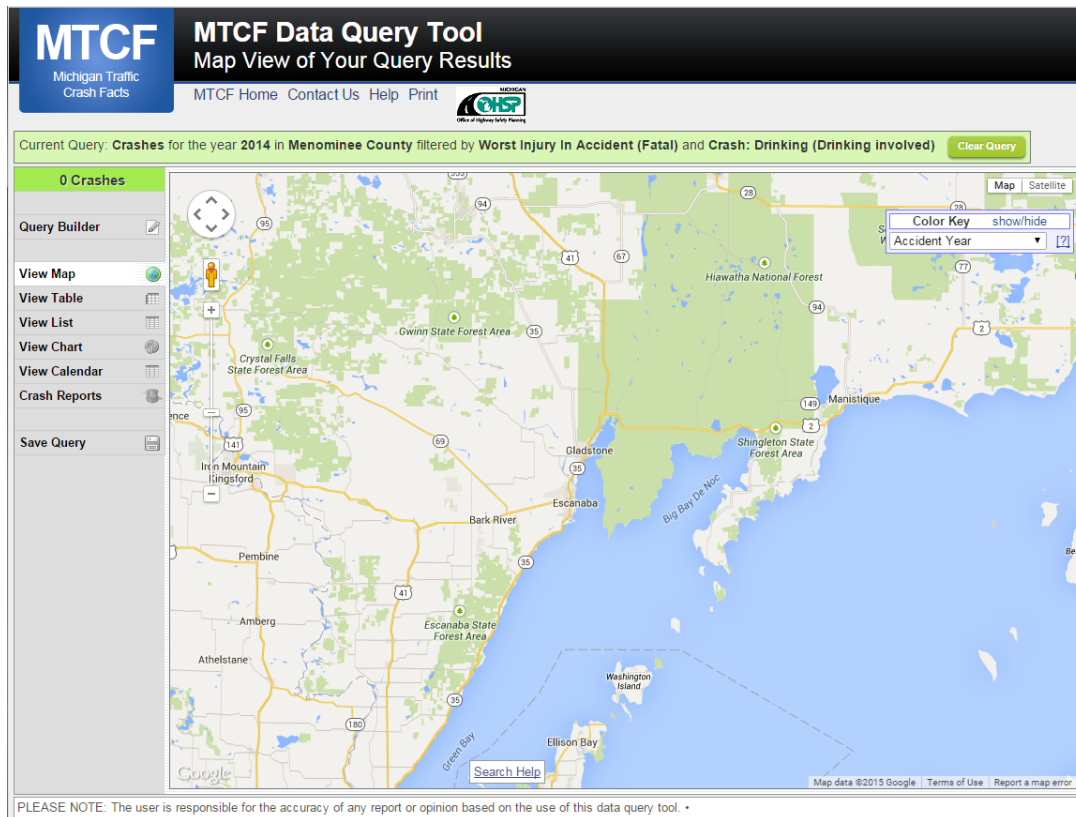 MTCF
Michigan Traffic
Crash Facts
MTCF Data Query Tool
Map View of Your Query Results
MTCF Home Contact Us Help Print
MICHIGAN
OHSP
Office of Highway Safety Planning
Current Query: Crashes for the year 2014 in Menominee County filtered by Worst Injury In Accident (Fatal) and Crash: Drinking (Drinking involved)
Clear Query
0 Crashes
Query Builder
View Map
View Table
View List
View Chart
View Calendar
Crash Reports
Save Query
Map Satellite
Color Key show/hide
Accident Year
[?]
553
95
94
28
28
41
67
77
Hiawatha National Forest
94
Gwinn State Forest Area
35
2
Crystal Falls
State Forest Area
95
149
Manistique
2
ence
141
69
Gladstone
Shingleton State
Forest Area
Iron Mountain
Kingsford
35
Big Bay De Noc
Escanaba
Bark River
Pembine
35
Be
41
Amberg
Escanaba State
Forest Area
Athelstane
Washington
Island
35
180
Green Bay
Ellison Bay
Google
Search Help
Map data ©2015 Google Terms of Use Report a map error
PLEASE NOTE: The user is responsible for the accuracy of any report or opinion based on the use of this data query tool. •